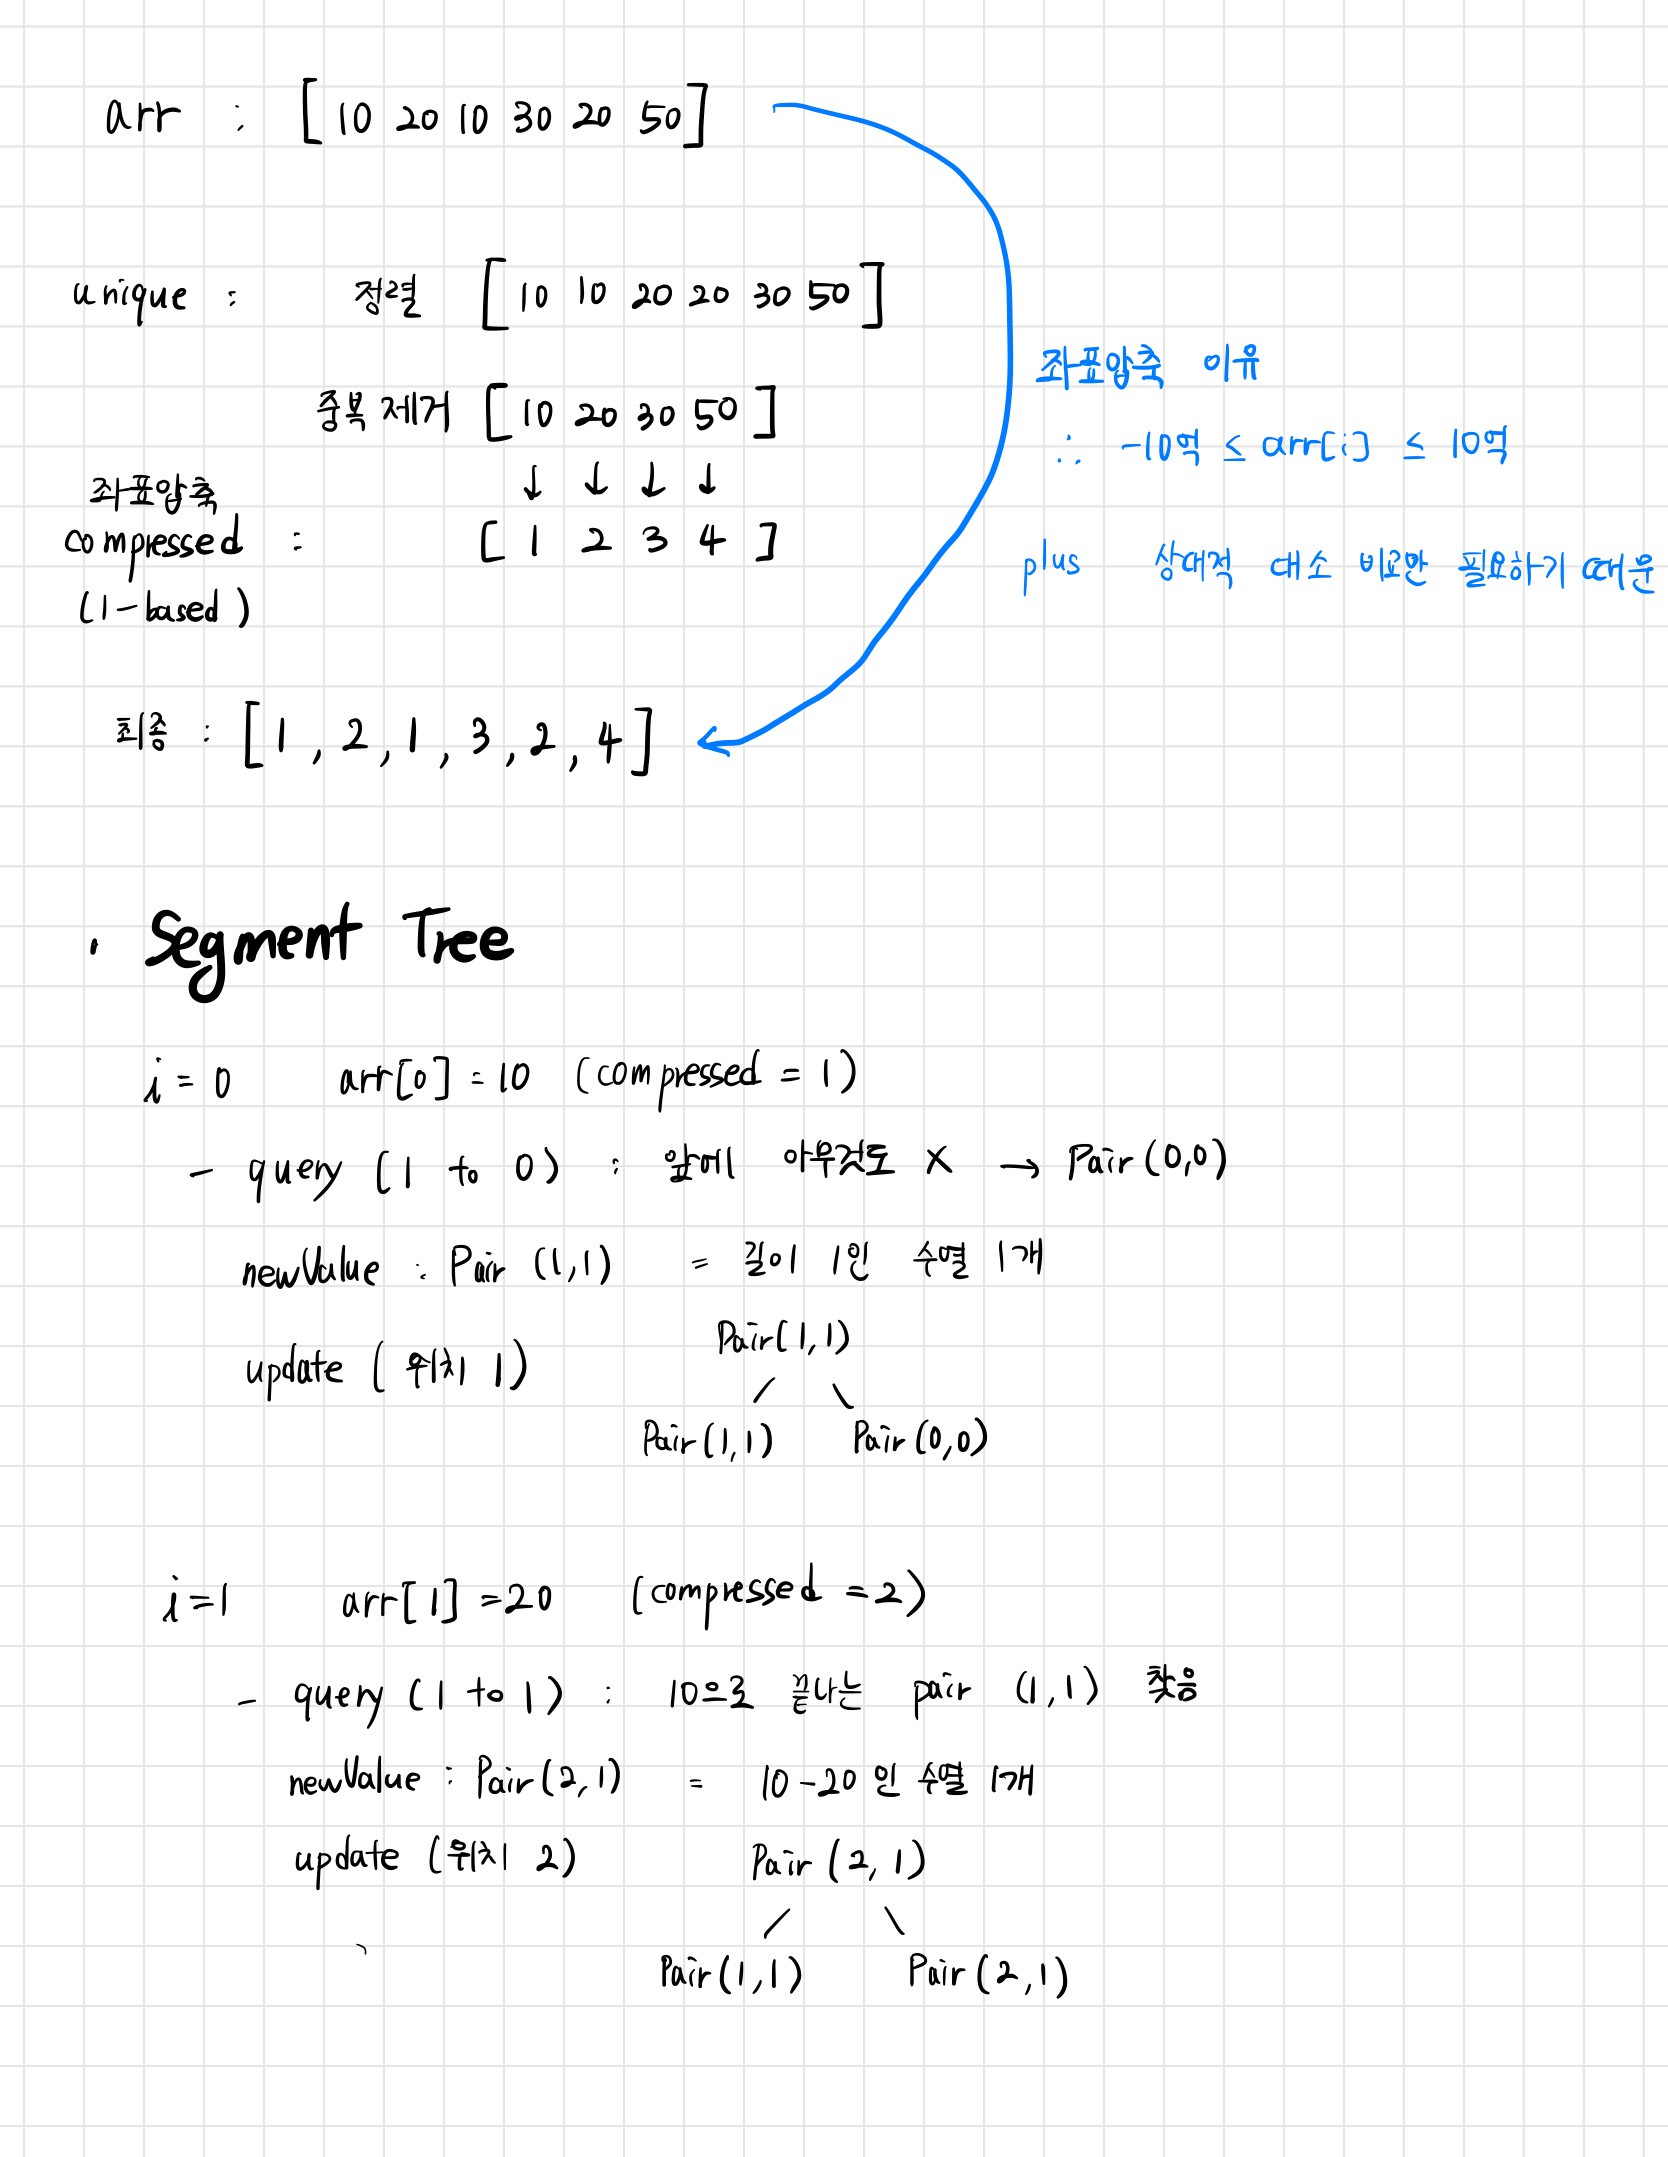 arr : [ 10 20 10 30 20 50 ]
unique : 정렬 [ 10 10 20 20 30 50 ]
좌표압축 이유
중복 제거 [ 10 20 30 50 ]
∴ -10억 ≤ arr[i] ≤ 10억
↓ ↓ ↓ ↓
좌표압축
compressed : [ 1 2 3 4 ]
(1-based)
plus 상대적 대소 비교만 필요하기 때문
최종 : [ 1 , 2 , 1 , 3 , 2 , 4 ]
· Segment Tree
i = 0 arr[0] = 10 (compressed = 1)
- query (1 to 0) : 앞에 아무것도 X → Pair(0,0)
newValue : Pair (1,1) = 길이 1인 수열 1개
update ( 위치 1)
Pair(1,1)
/ \
Pair(1,1) Pair(0,0)
i=1 arr[1] =20 (compressed =2)
- query (1 to 1) : 10으로 끝나는 pair (1,1) 찾음
newValue : Pair(2,1) = 10-20 인 수열 1개
update (위치 2)
Pair (2,1)
/ \
Pair(1,1) Pair(2,1)